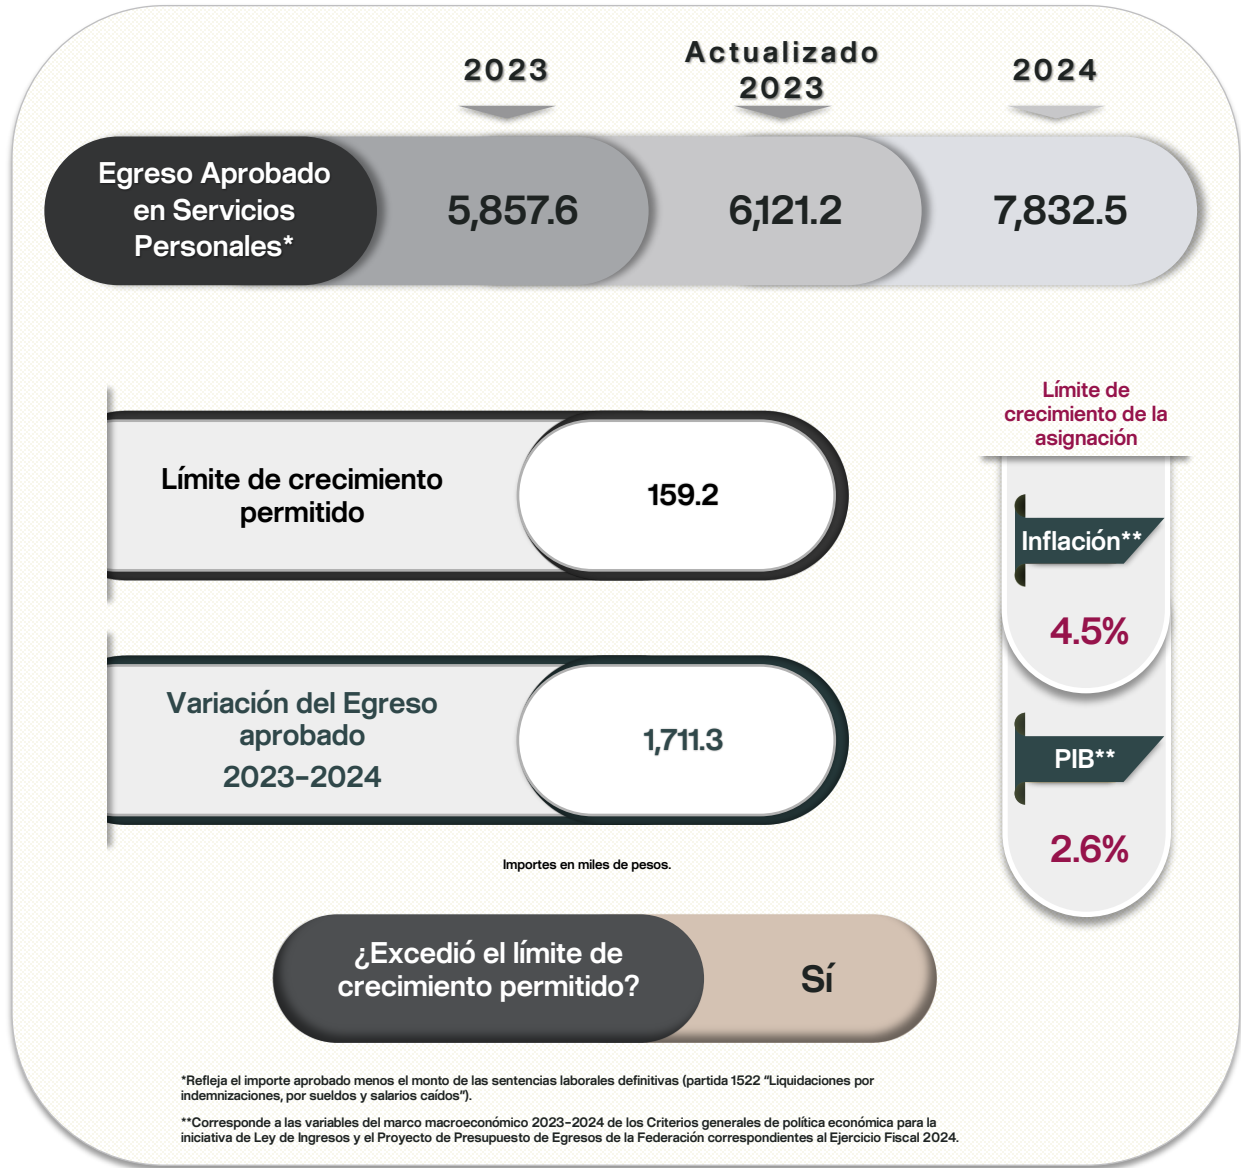 2023
Actualizado
2023
2024
Egreso Aprobado
en Servicios
Personales*
5,857.6
6,121.2
7,832.5
Límite de crecimiento
permitido
159.2
Variación del Egreso
aprobado
2023-2024
1,711.3
Límite de
crecimiento de la
asignación
Inflación**
4.5%
PIB**
2.6%
Importes en miles de pesos.
¿Excedió el límite de
crecimiento permitido?
Sí
*Refleja el importe aprobado menos el monto de las sentencias laborales definitivas (partida 1522 "Liquidaciones por
indemnizaciones, por sueldos y salarios caídos").
**Corresponde a las variables del marco macroeconómico 2023-2024 de los Criterios generales de política económica para la
iniciativa de Ley de Ingresos y el Proyecto de Presupuesto de Egresos de la Federación correspondientes al Ejercicio Fiscal 2024.